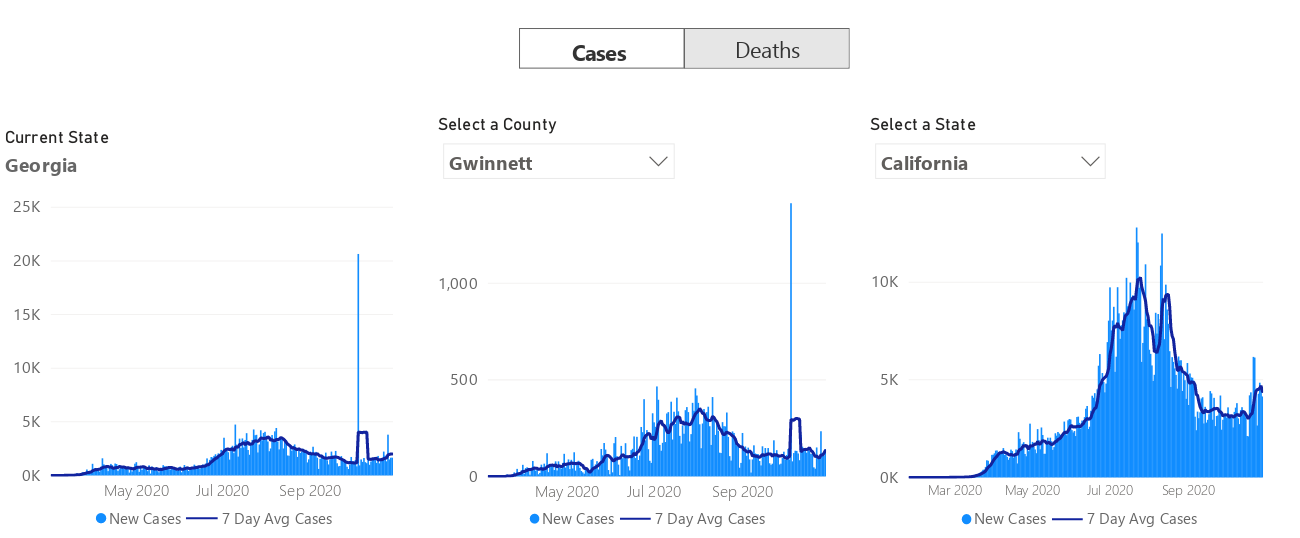 Cases
Deaths
Current State
Georgia
25K
20K
15K
10K
5K
0K
May 2020
Jul 2020
Sep 2020
New Cases
7 Day Avg Cases
Select a County
Gwinnett
1,000
500
0
May 2020
Jul 2020
Sep 2020
New Cases
7 Day Avg Cases
Select a State
California
10K
5K
0K
Mar 2020
May 2020
Jul 2020
Sep 2020
New Cases
7 Day Avg Cases